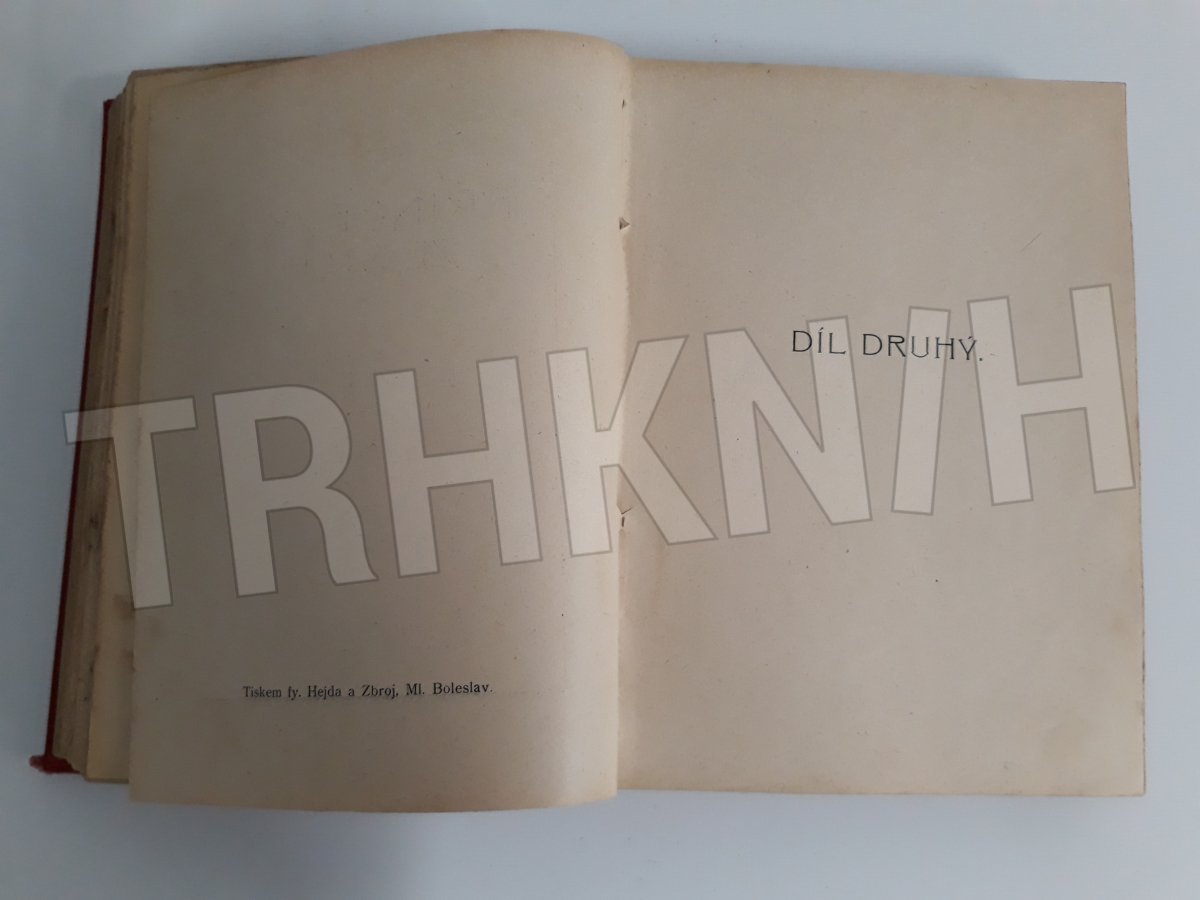 Tiskem fy. Hejda a Zbroj, Ml. Boleslav.
DÍL DRUHÝ.
TRHKNIH